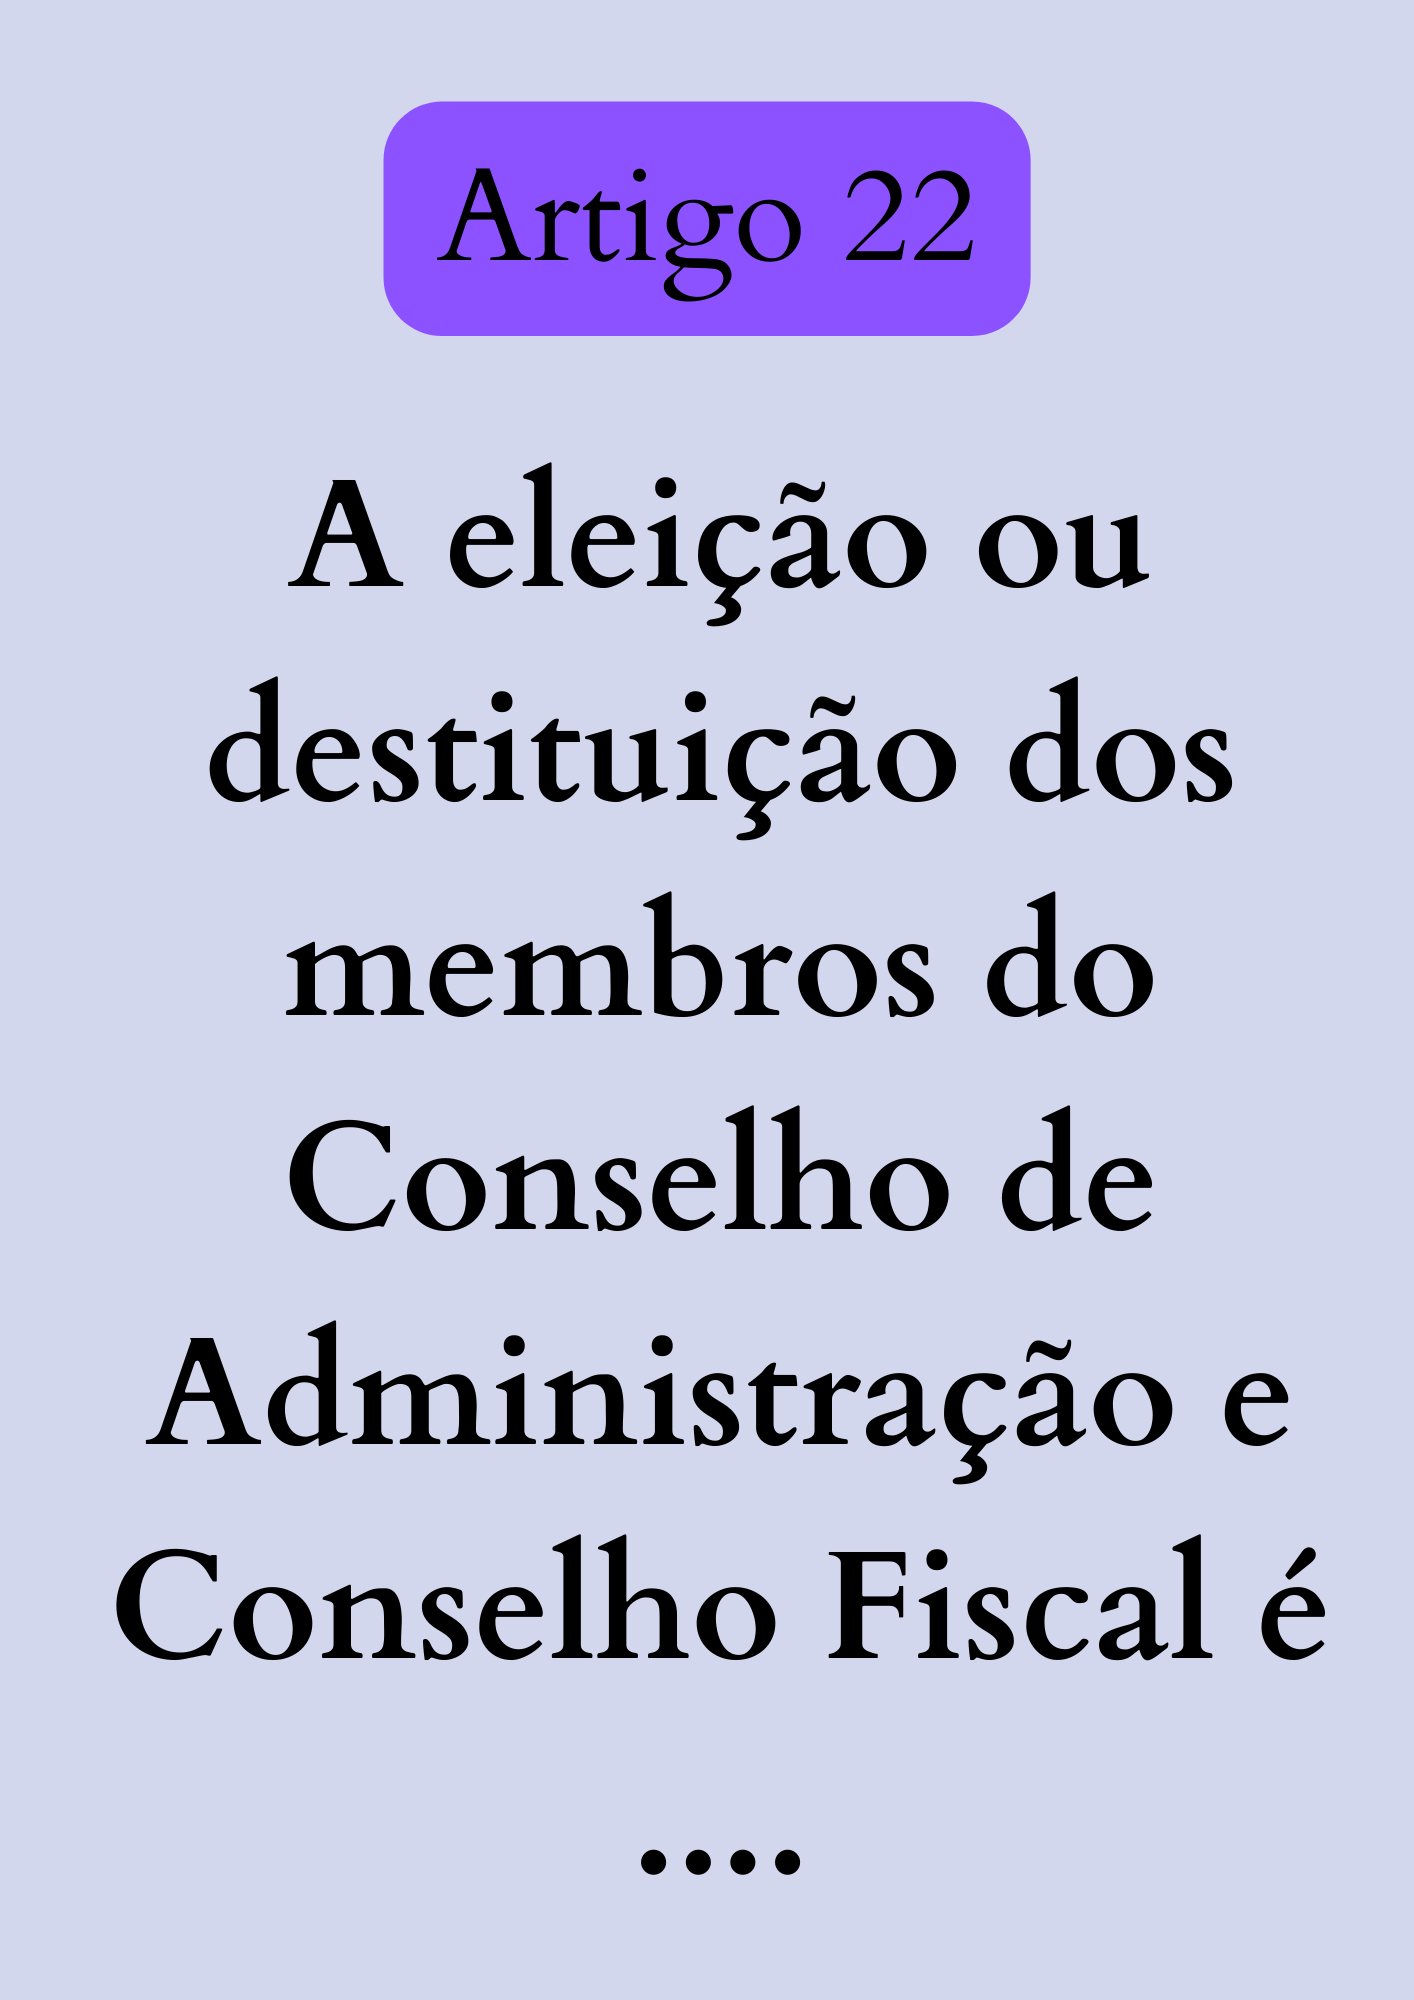 Artigo 22
A eleição ou
destituição dos
membros do
Conselho de
Administração e
Conselho Fiscal é
....